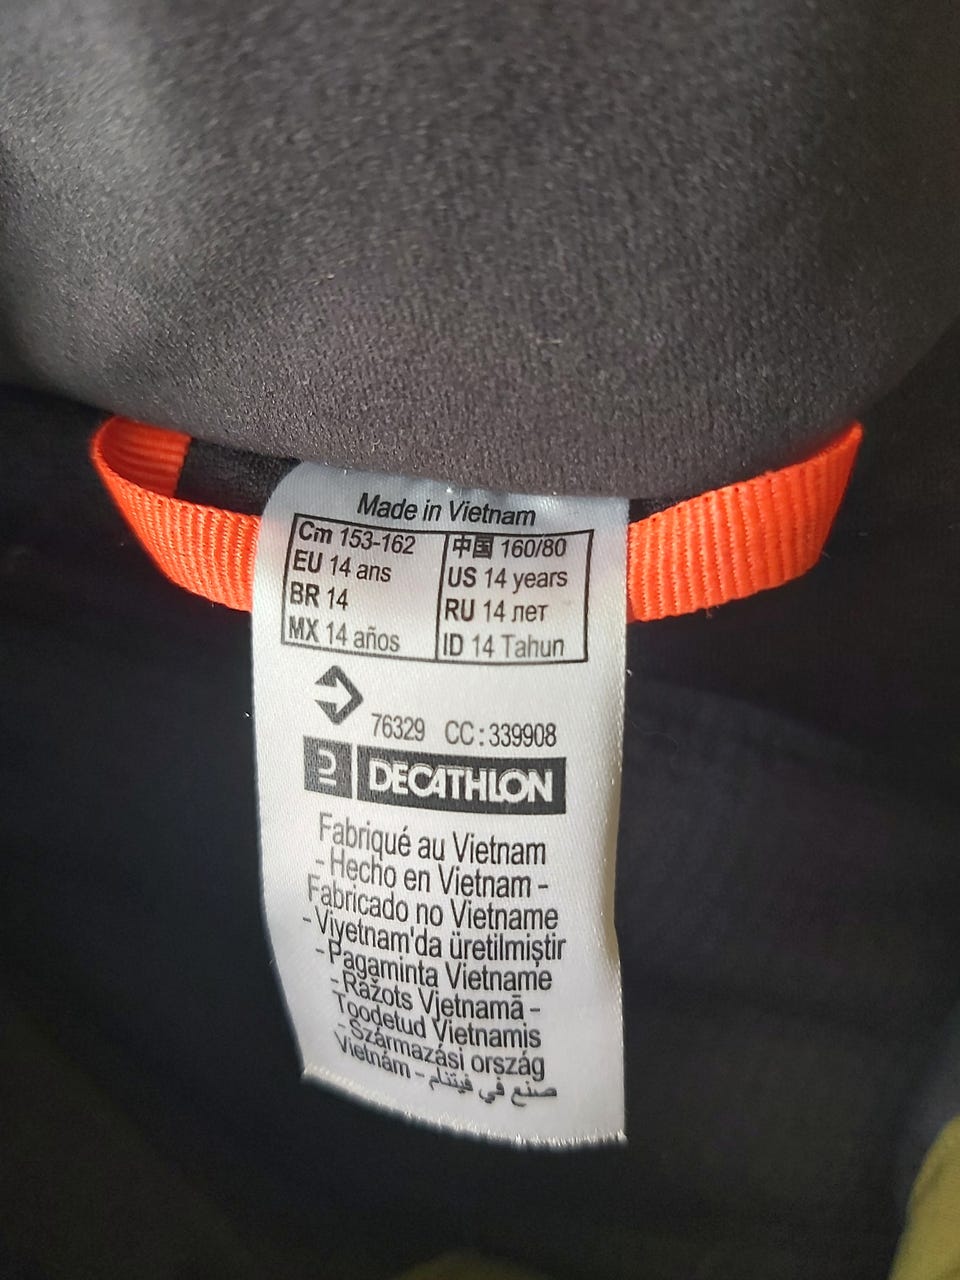 Made in Vietnam
Cm 153-162
EU 14 ans
BR 14
MX 14 años
中国 160/80
US 14 years
RU 14 лет
ID 14 Tahun
76329 CC:339908
DECATHLON
Fabriqué au Vietnam
- Hecho en Vietnam -
Fabricado no Vietname
- Viyetnam'da üretilmiştir
- Pagaminta Vietname
- Ražots Vjetnamā -
Toodetud Vietnamis
- Származási ország
Vietnám - صنع في فيتنام